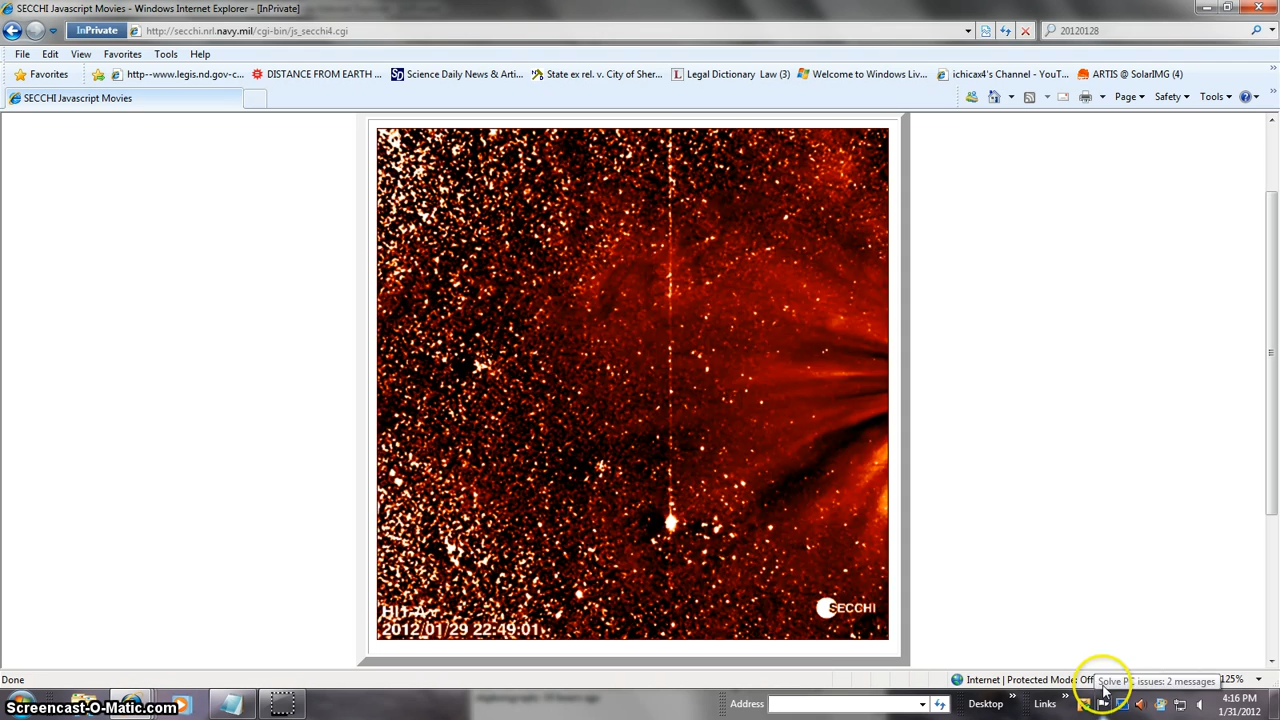 SECCHI Javascript Movies - Windows Internet Explorer - [InPrivate]
InPrivate http://secchi.nrl.navy.mil/cgi-bin/js_secchi4.cgi 20120128
File Edit View Favorites Tools Help
Favorites http--www.legis.nd.gov-c... DISTANCE FROM EARTH ... Science Daily News & Arti... State ex rel. v. City of Sher... Legal Dictionary Law (3) Welcome to Windows Liv... ichicax4's Channel - YouT... ARTIS @ SolarIMG (4)
SECCHI Javascript Movies Page Safety Tools
SECCHI
HI1-A
2012/01/29 22:49:01
Done Internet | Protected Mode: Off Solve PC issues: 2 messages 125%
Address Desktop Links 4:16 PM
1/31/2012
Screencast-O-Matic.com